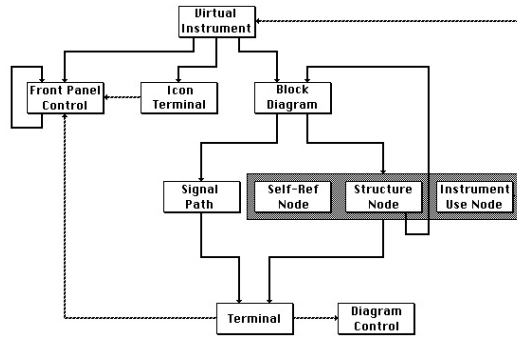 Virtual
Instrument
Front Panel
Control
Icon
Terminal
Block
Diagram
Signal
Path
Self-Ref
Node
Structure
Node
Instrument
Use Node
Terminal
Diagram
Control